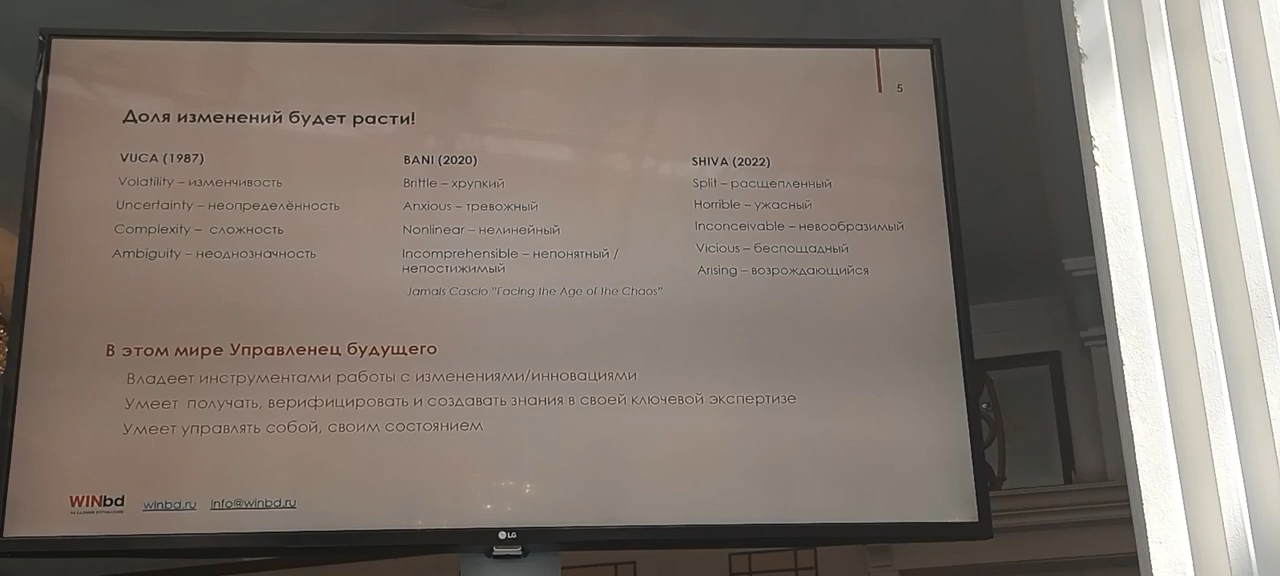 5
Доля изменений будет расти!
VUCA (1987)
Volatility – изменчивость
Uncertainty – неопределённость
Complexity – сложность
Ambiguity – неоднозначность
BANI (2020)
Brittle – хрупкий
Anxious – тревожный
Nonlinear – нелинейный
Incomprehensible – непонятный /
непостижимый
Jamais Cascio "Facing the Age of the Chaos"
SHIVA (2022)
Split – расщепленный
Horrible – ужасный
Inconceivable – невообразимый
Vicious – беспощадный
Arising – возрождающийся
В этом мире Управленец будущего
Владеет инструментами работы с изменениями/инновациями
Умеет получать, верифицировать и создавать знания в своей ключевой экспертизе
Умеет управлять собой, своим состоянием
WINbd
winbd.ru info@winbd.ru
LG